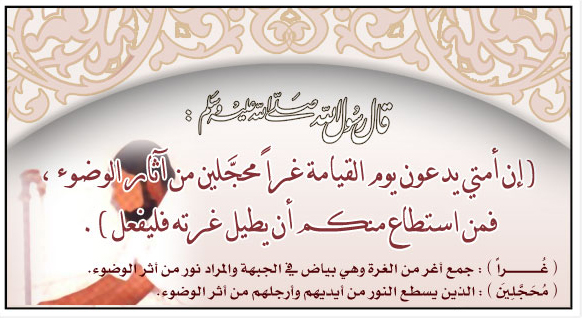 قال رسول الله صلى الله عليه وسلم :
( إن أمتي يدعون يوم القيامة غراً محجَّلين من آثار الوضوء ،
فمن استطاع منكم أن يطيل غرته فليفعل ) .
( غُـــــراً ) : جمع أغر من الغرة وهي بياض في الجبهة والمراد نور من أثر الوضوء.
( مُحَجَّلِينَ ) : الذين يسطع النور من أيديهم وأرجلهم من أثر الوضوء.